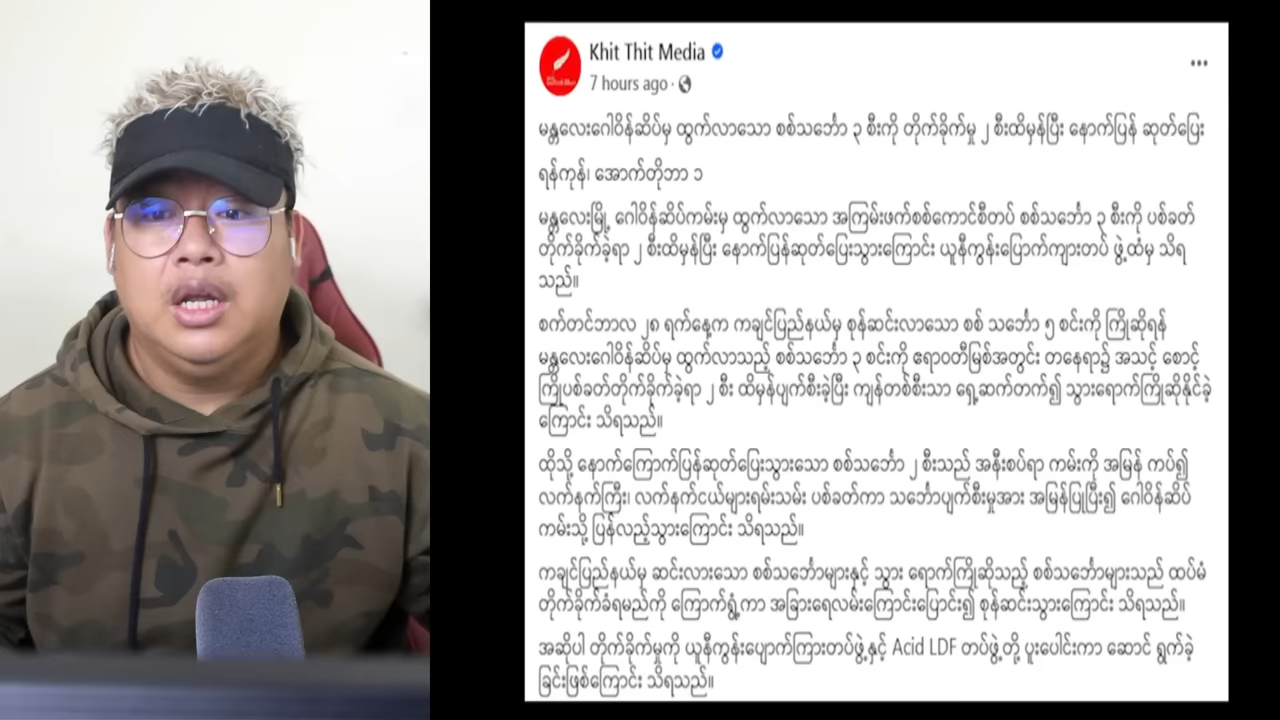 Khit Thit Media
7 hours ago ·
မန္တလေးဂေါဝိန်ဆိပ်မှ ထွက်လာသော စစ်သင်္ဘော ၃ စီးကို တိုက်ခိုက်မှု ၂ စီးထိမှန်ပြီး နောက်ပြန် ဆုတ်ပြေး
ရန်ကုန်၊ အောက်တိုဘာ ၁
မန္တလေးမြို့ ဂေါဝိန်ဆိပ်ကမ်းမှ ထွက်လာသော အကြမ်းဖက်စစ်ကောင်စီတပ် စစ်သင်္ဘော ၃ စီးကို ပစ်ခတ်
တိုက်ခိုက်ခဲ့ရာ ၂ စီးထိမှန်ပြီး နောက်ပြန်ဆုတ်ပြေးသွားကြောင်း ယူနီကွန်းပြောက်ကျားတပ် ဖွဲ့ထံမှ သိရ
သည်။
စက်တင်ဘာလ ၂၈ ရက်နေ့က ကချင်ပြည်နယ်မှ စုန်ဆင်းလာသော စစ် သင်္ဘော ၅ စင်းကို ကြိုဆိုရန်
မန္တလေးဂေါဝိန်ဆိပ်မှ ထွက်လာသည့် စစ်သင်္ဘော ၃ စင်းကို ဧရာဝတီမြစ်အတွင်း တနေရာ၌ အသင့် စောင့်
ကြိုပစ်ခတ်တိုက်ခိုက်ခဲ့ရာ ၂ စီး ထိမှန်ပျက်စီးခဲ့ပြီး ကျန်တစ်စီးသာ ရှေ့ဆက်တက်၍ သွားရောက်ကြိုဆိုနိုင်ခဲ့
ကြောင်း သိရသည်။
ထိုသို့ နောက်ကြောက်ပြန်ဆုတ်ပြေးသွားသော စစ်သင်္ဘော ၂ စီးသည် အနီးစပ်ရာ ကမ်းကို အမြန် ကပ်၍
လက်နက်ကြီး၊ လက်နက်ငယ်များရမ်းသမ်း ပစ်ခတ်ကာ သင်္ဘောပျက်စီးမှုအား အမြန်ပြုပြီး၍ ဂေါဝိန်ဆိပ်
ကမ်းသို့ ပြန်လည့်သွားကြောင်း သိရသည်။
ကချင်ပြည်နယ်မှ ဆင်းလားသော စစ်သင်္ဘောများနှင့် သွား ရောက်ကြိုဆိုသည့် စစ်သင်္ဘောများသည် ထပ်မံ
တိုက်ခိုက်ခံရမည်ကို ကြောက်ရွံ့ကာ အခြားရေလမ်းကြောင်းပြောင်း၍ စုန်ဆင်းသွားကြောင်း သိရသည်။
အဆိုပါ တိုက်ခိုက်မှုကို ယူနီကွန်းပျောက်ကြားတပ်ဖွဲ့နှင့် Acid LDF တပ်ဖွဲ့တို့ ပူးပေါင်းကာ ဆောင် ရွက်ခဲ့
ခြင်းဖြစ်ကြောင်း သိရသည်။